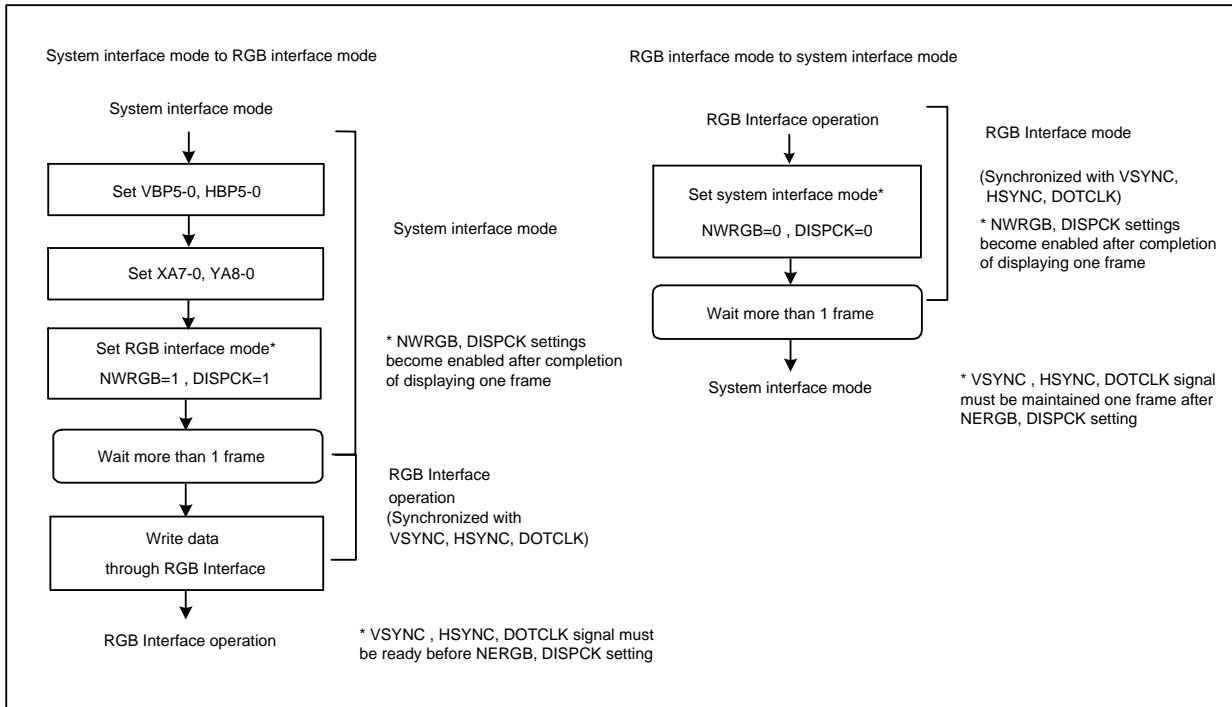 System interface mode to RGB interface mode
System interface mode
Set VBP5-0, HBP5-0
Set XA7-0, YA8-0
Set RGB interface mode*
NWRGB=1 , DISPCK=1
Wait more than 1 frame
Write data
through RGB Interface
RGB Interface operation
System interface mode
* NWRGB, DISPCK settings
become enabled after completion
of displaying one frame
RGB Interface
operation
(Synchronized with
VSYNC, HSYNC, DOTCLK)
* VSYNC , HSYNC, DOTCLK signal must
be ready before NERGB, DISPCK setting
RGB interface mode to system interface mode
RGB Interface operation
Set system interface mode*
NWRGB=0 , DISPCK=0
Wait more than 1 frame
System interface mode
RGB Interface mode
(Synchronized with VSYNC,
HSYNC, DOTCLK)
* NWRGB, DISPCK settings
become enabled after completion
of displaying one frame
* VSYNC , HSYNC, DOTCLK signal
must be maintained one frame after
NERGB, DISPCK setting